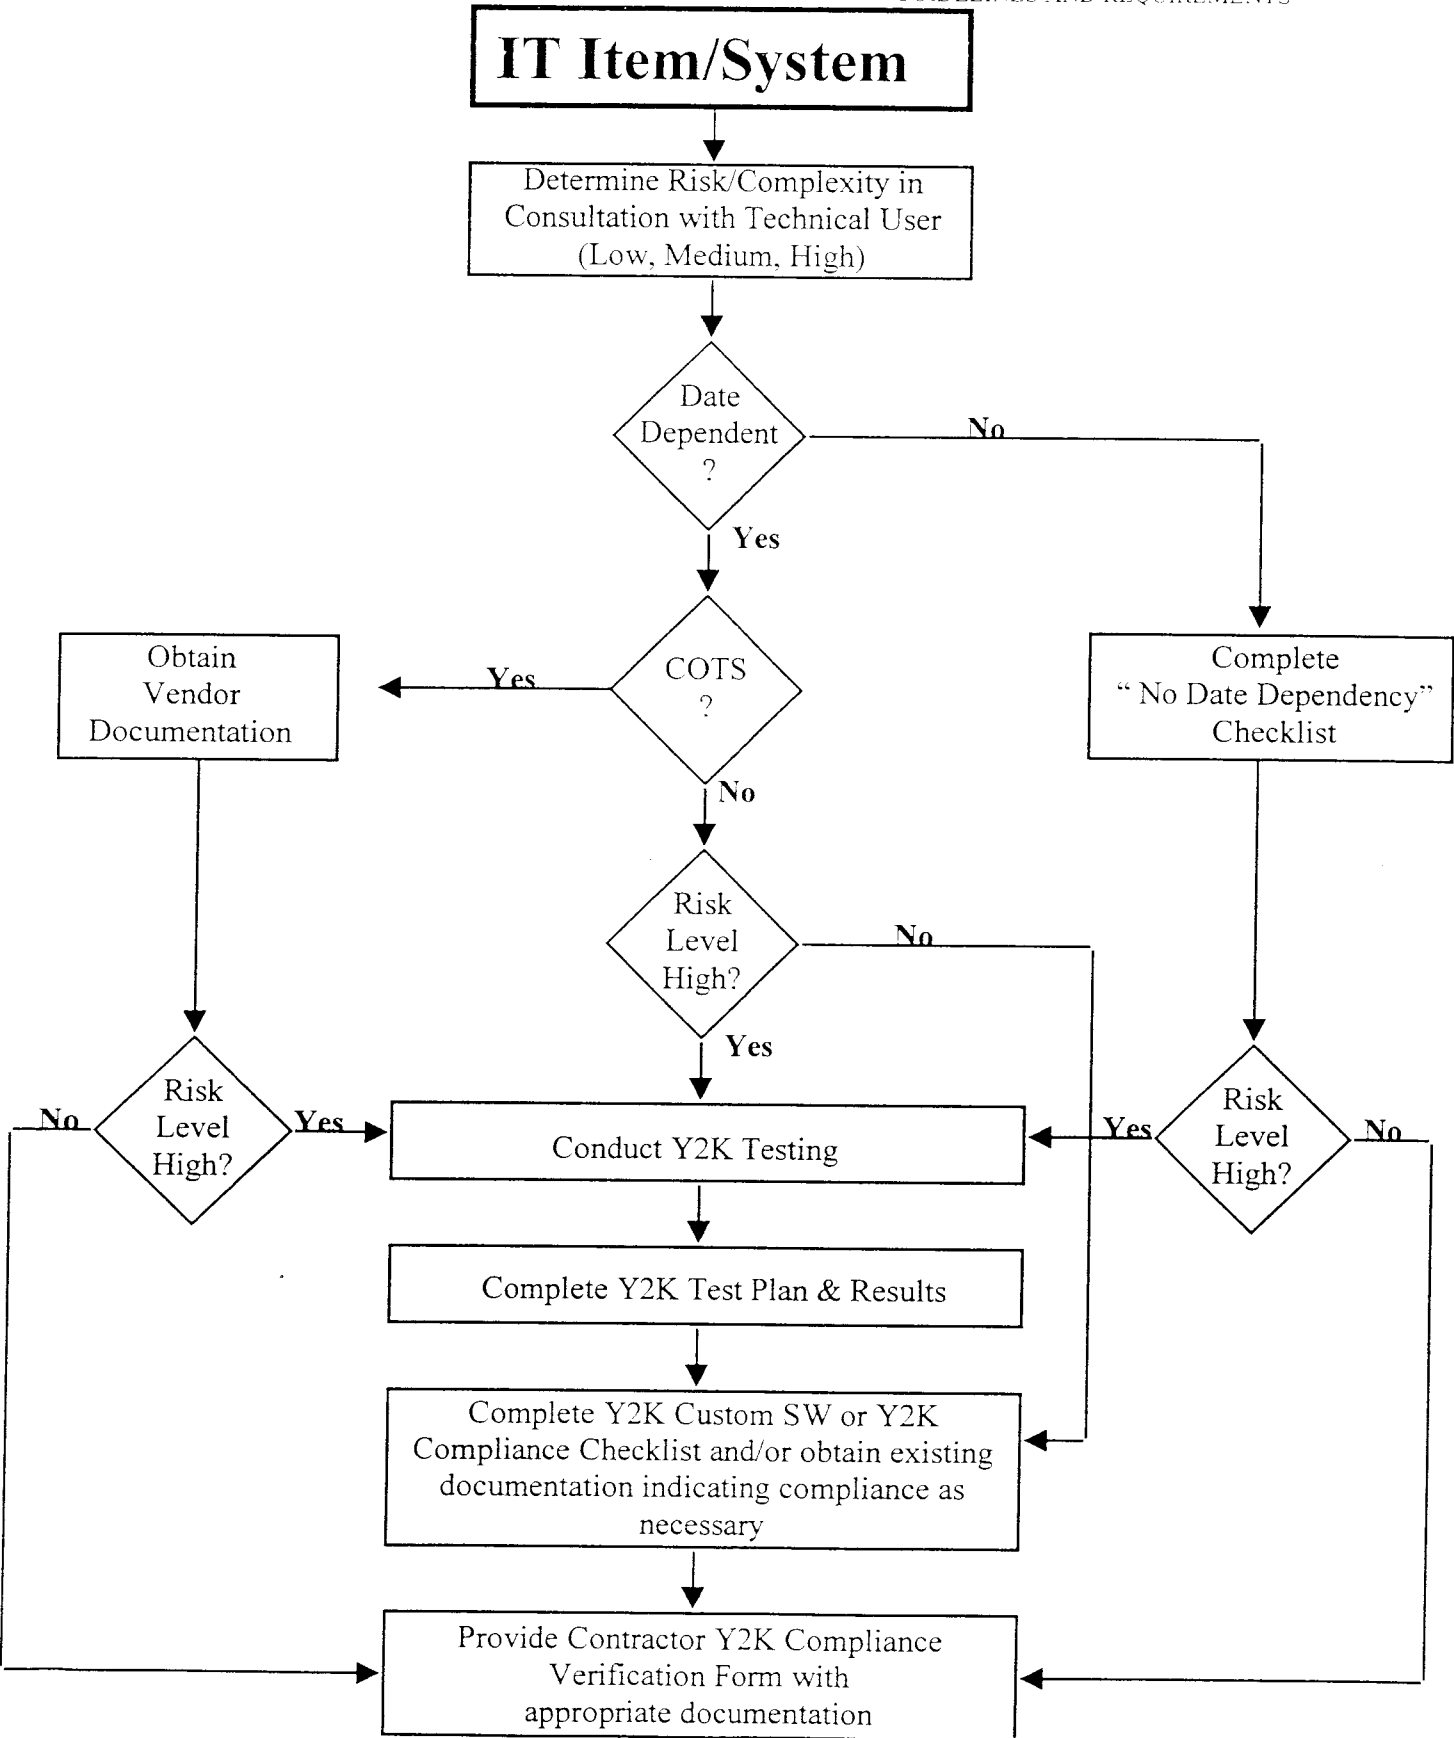 AND REQUIREMENTS
IT Item/System
Determine Risk/Complexity in
Consultation with Technical User
(Low, Medium, High)
Date
Dependent
?
No
Yes
Obtain
Vendor
Documentation
Yes
COTS
?
Complete
“ No Date Dependency”
Checklist
No
Risk
Level
High?
No
Yes
Risk
Level
High?
No
Yes
Conduct Y2K Testing
Yes
Risk
Level
High?
No
Complete Y2K Test Plan & Results
Complete Y2K Custom SW or Y2K
Compliance Checklist and/or obtain existing
documentation indicating compliance as
necessary
Provide Contractor Y2K Compliance
Verification Form with
appropriate documentation